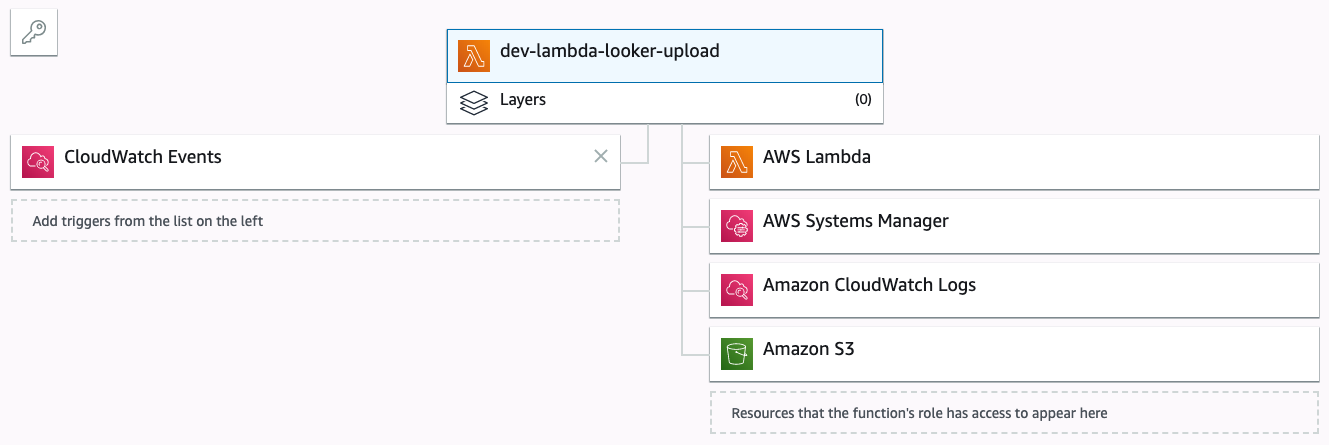 dev-lambda-looker-upload
Layers (0)
CloudWatch Events
Add triggers from the list on the left
AWS Lambda
AWS Systems Manager
Amazon CloudWatch Logs
Amazon S3
Resources that the function's role has access to appear here